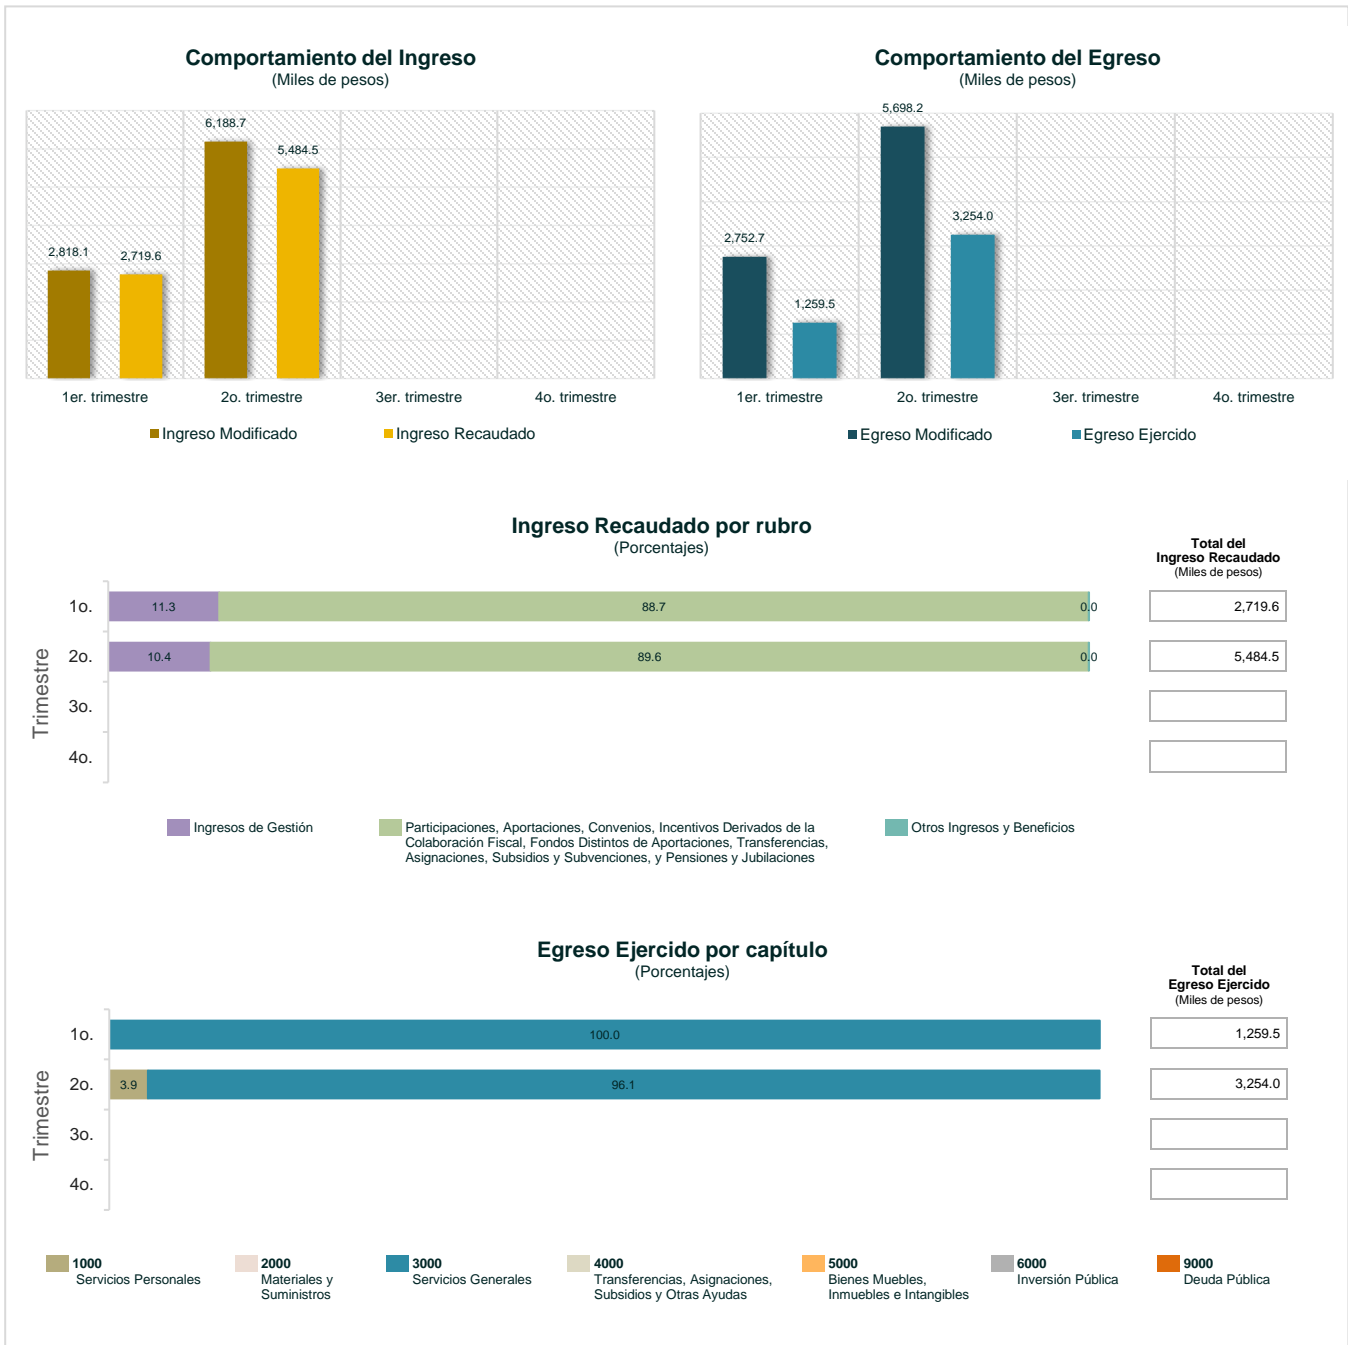 Comportamiento del Ingreso
(Miles de pesos)
6,188.7
5,484.5
2,818.1
2,719.6
1er. trimestre
2o. trimestre
3er. trimestre
4o. trimestre
Ingreso Modificado
Ingreso Recaudado
Comportamiento del Egreso
(Miles de pesos)
5,698.2
3,254.0
2,752.7
1,259.5
1er. trimestre
2o. trimestre
3er. trimestre
4o. trimestre
Egreso Modificado
Egreso Ejercido
Ingreso Recaudado por rubro
(Porcentajes)
Total del
Ingreso Recaudado
(Miles de pesos)
Trimestre
1o.
11.3
88.7
0.0
2,719.6
2o.
10.4
89.6
0.0
5,484.5
3o.
4o.
Ingresos de Gestión
Participaciones, Aportaciones, Convenios, Incentivos Derivados de la
Colaboración Fiscal, Fondos Distintos de Aportaciones, Transferencias,
Asignaciones, Subsidios y Subvenciones, y Pensiones y Jubilaciones
Otros Ingresos y Beneficios
Egreso Ejercido por capítulo
(Porcentajes)
Total del
Egreso Ejercido
(Miles de pesos)
Trimestre
1o.
100.0
1,259.5
2o.
3.9
96.1
3,254.0
3o.
4o.
1000
Servicios Personales
2000
Materiales y
Suministros
3000
Servicios Generales
4000
Transferencias, Asignaciones,
Subsidios y Otras Ayudas
5000
Bienes Muebles,
Inmuebles e Intangibles
6000
Inversión Pública
9000
Deuda Pública